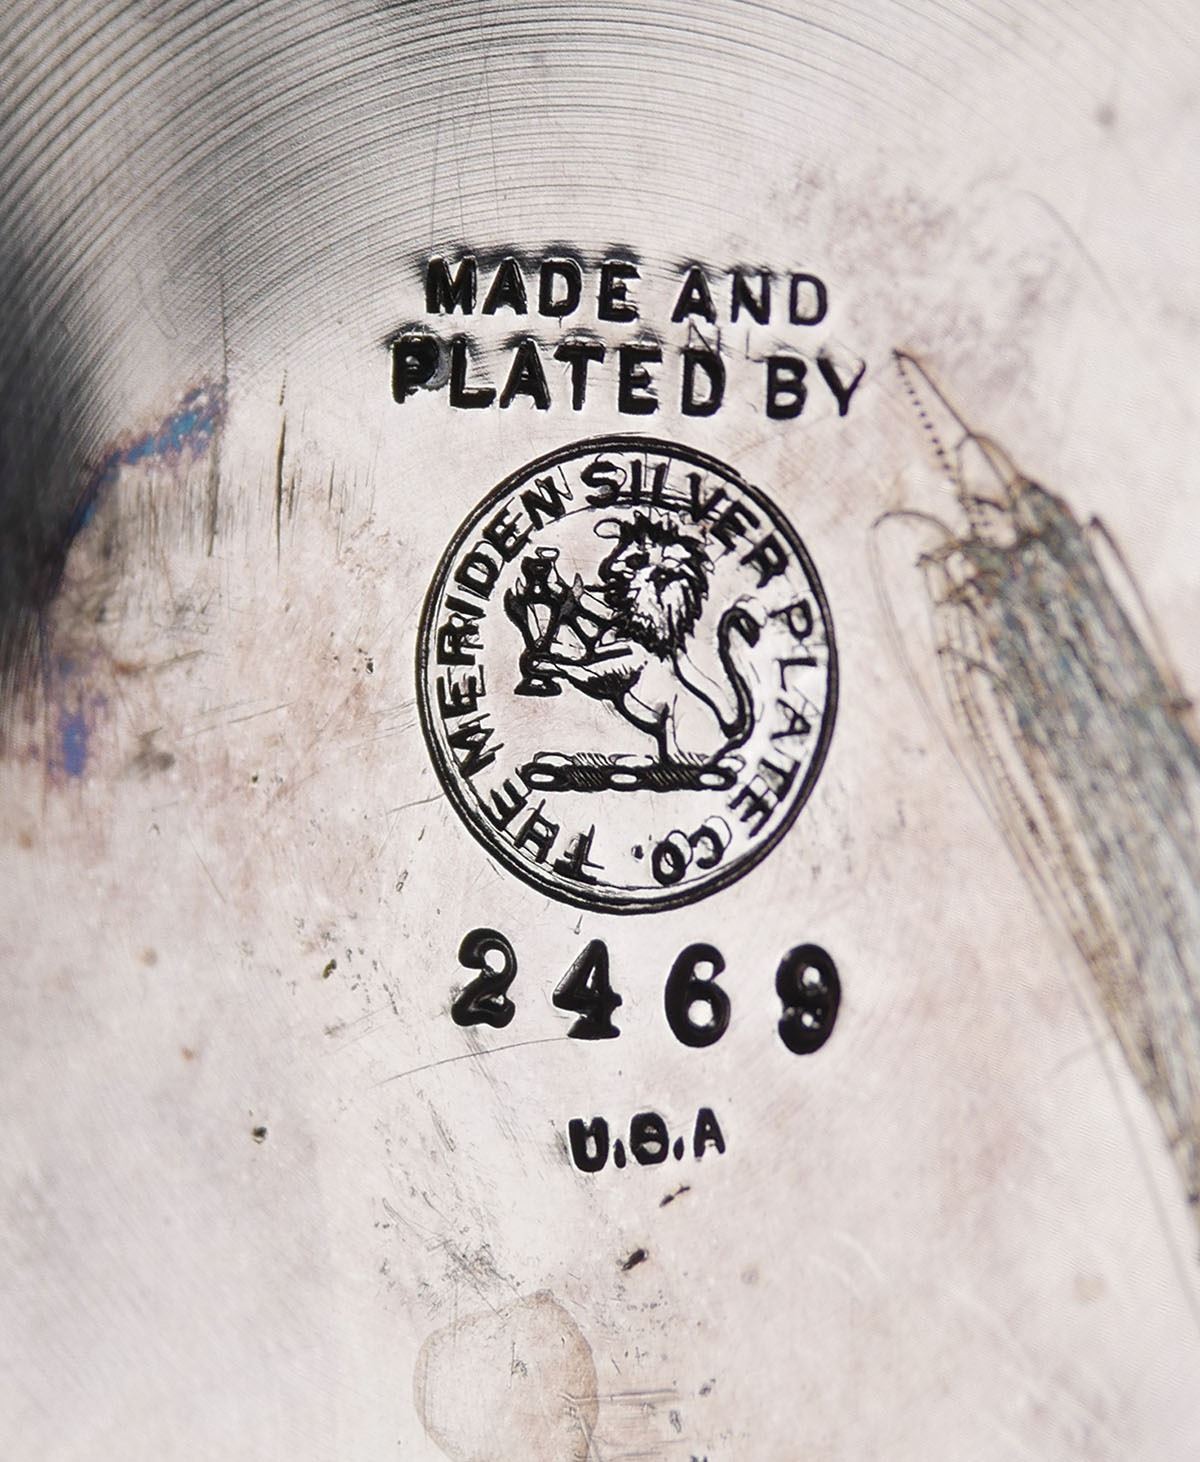 MADE AND
PLATED BY
THE MERIDEN SILVER PLATE CO.
2469
U.S.A